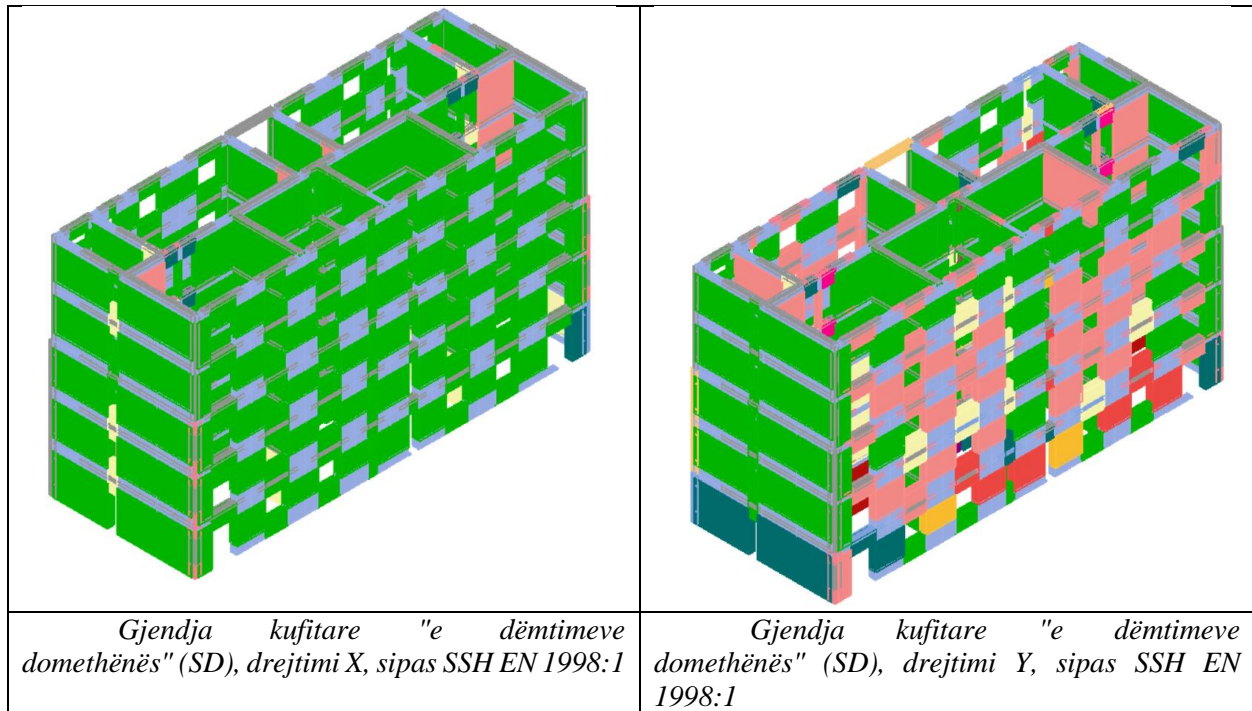 Gjendja kufitare "e dëmtimeve
domethënës" (SD), drejtimi X, sipas SSH EN 1998:1
Gjendja kufitare "e dëmtimeve
domethënës" (SD), drejtimi Y, sipas SSH EN
1998:1